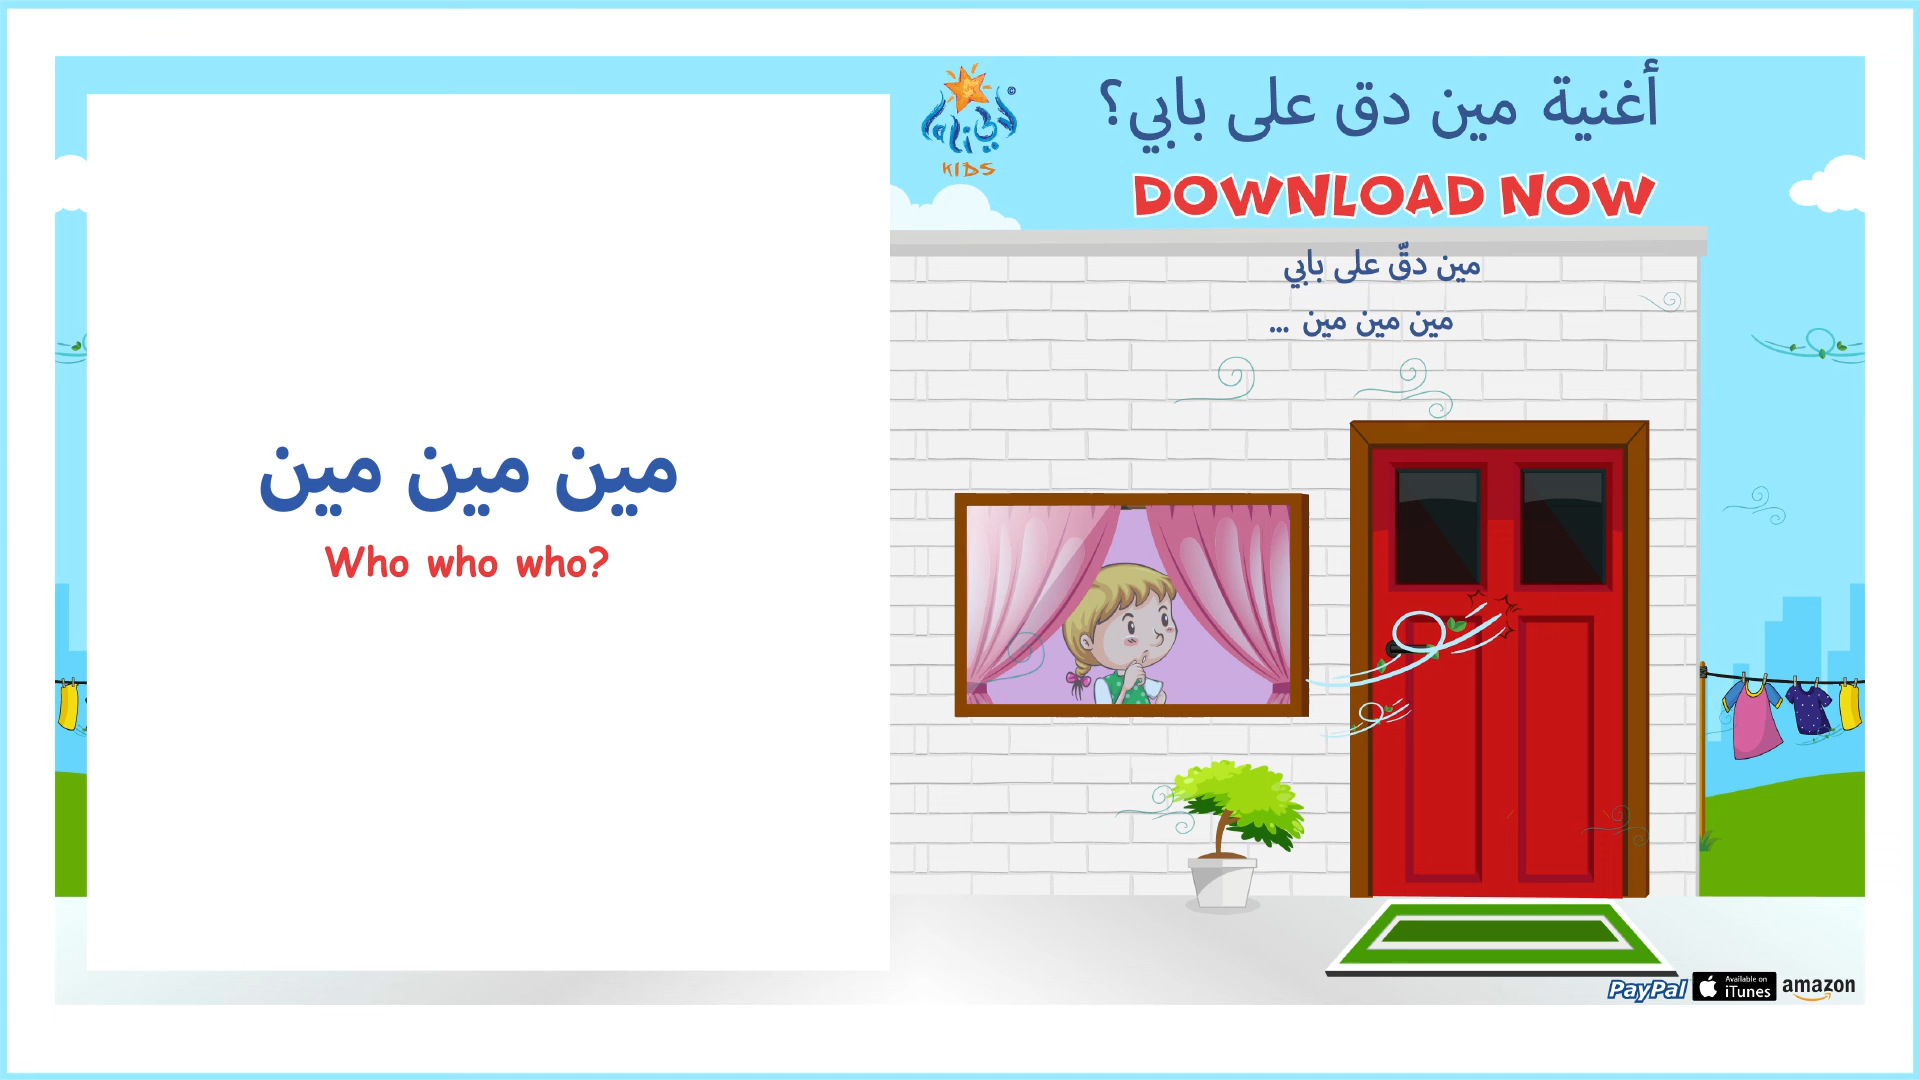 أغنية مين دق على بابي؟
DOWNLOAD NOW
KIDS
©
مين دقّ على بابي
مين مين مين ...
مين مين مين
Who who who?
PayPal
Available on
iTunes
amazon